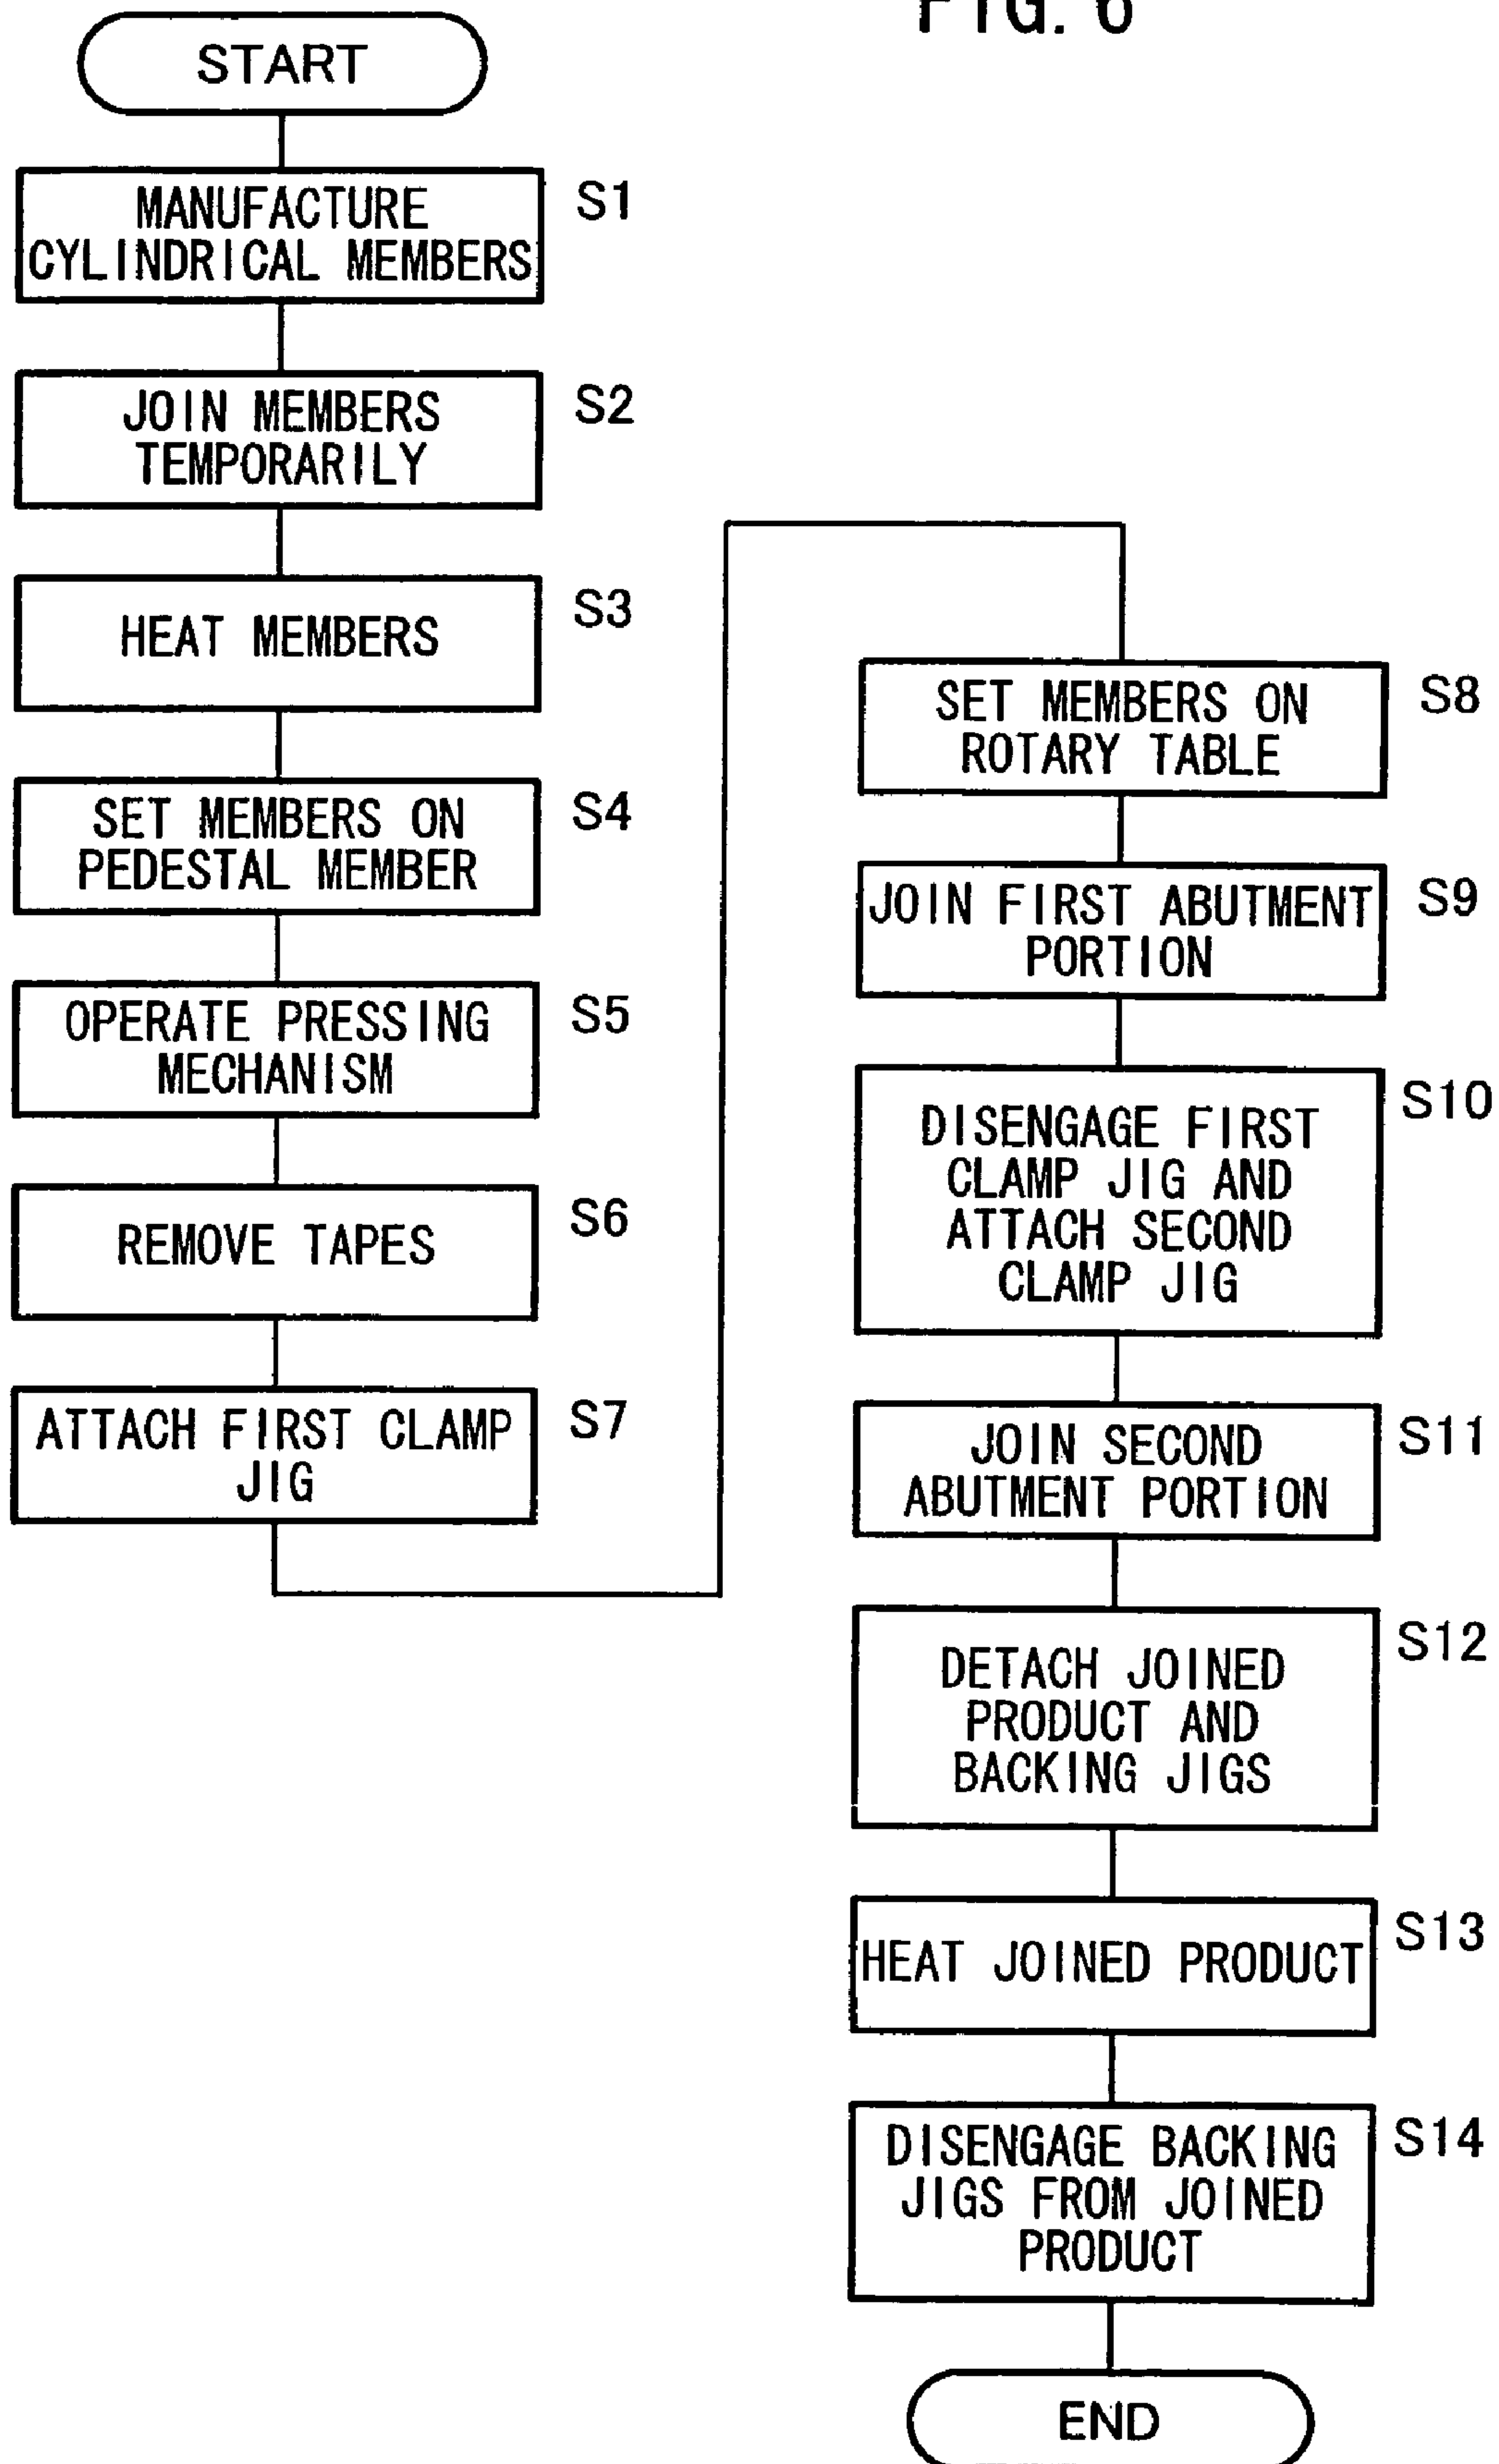 FIG. 6
START
MANUFACTURE
CYLINDRICAL MEMBERS
S1
JOIN MEMBERS
TEMPORARILY
S2
HEAT MEMBERS
S3
SET MEMBERS ON
PEDESTAL MEMBER
S4
OPERATE PRESSING
MECHANISM
S5
REMOVE TAPES
S6
ATTACH FIRST CLAMP
JIG
S7
SET MEMBERS ON
ROTARY TABLE
S8
JOIN FIRST ABUTMENT
PORTION
S9
DISENGAGE FIRST
CLAMP JIG AND
ATTACH SECOND
CLAMP JIG
S10
JOIN SECOND
ABUTMENT PORTION
S11
DETACH JOINED
PRODUCT AND
BACKING JIGS
S12
HEAT JOINED PRODUCT
S13
DISENGAGE BACKING
JIGS FROM JOINED
PRODUCT
S14
END